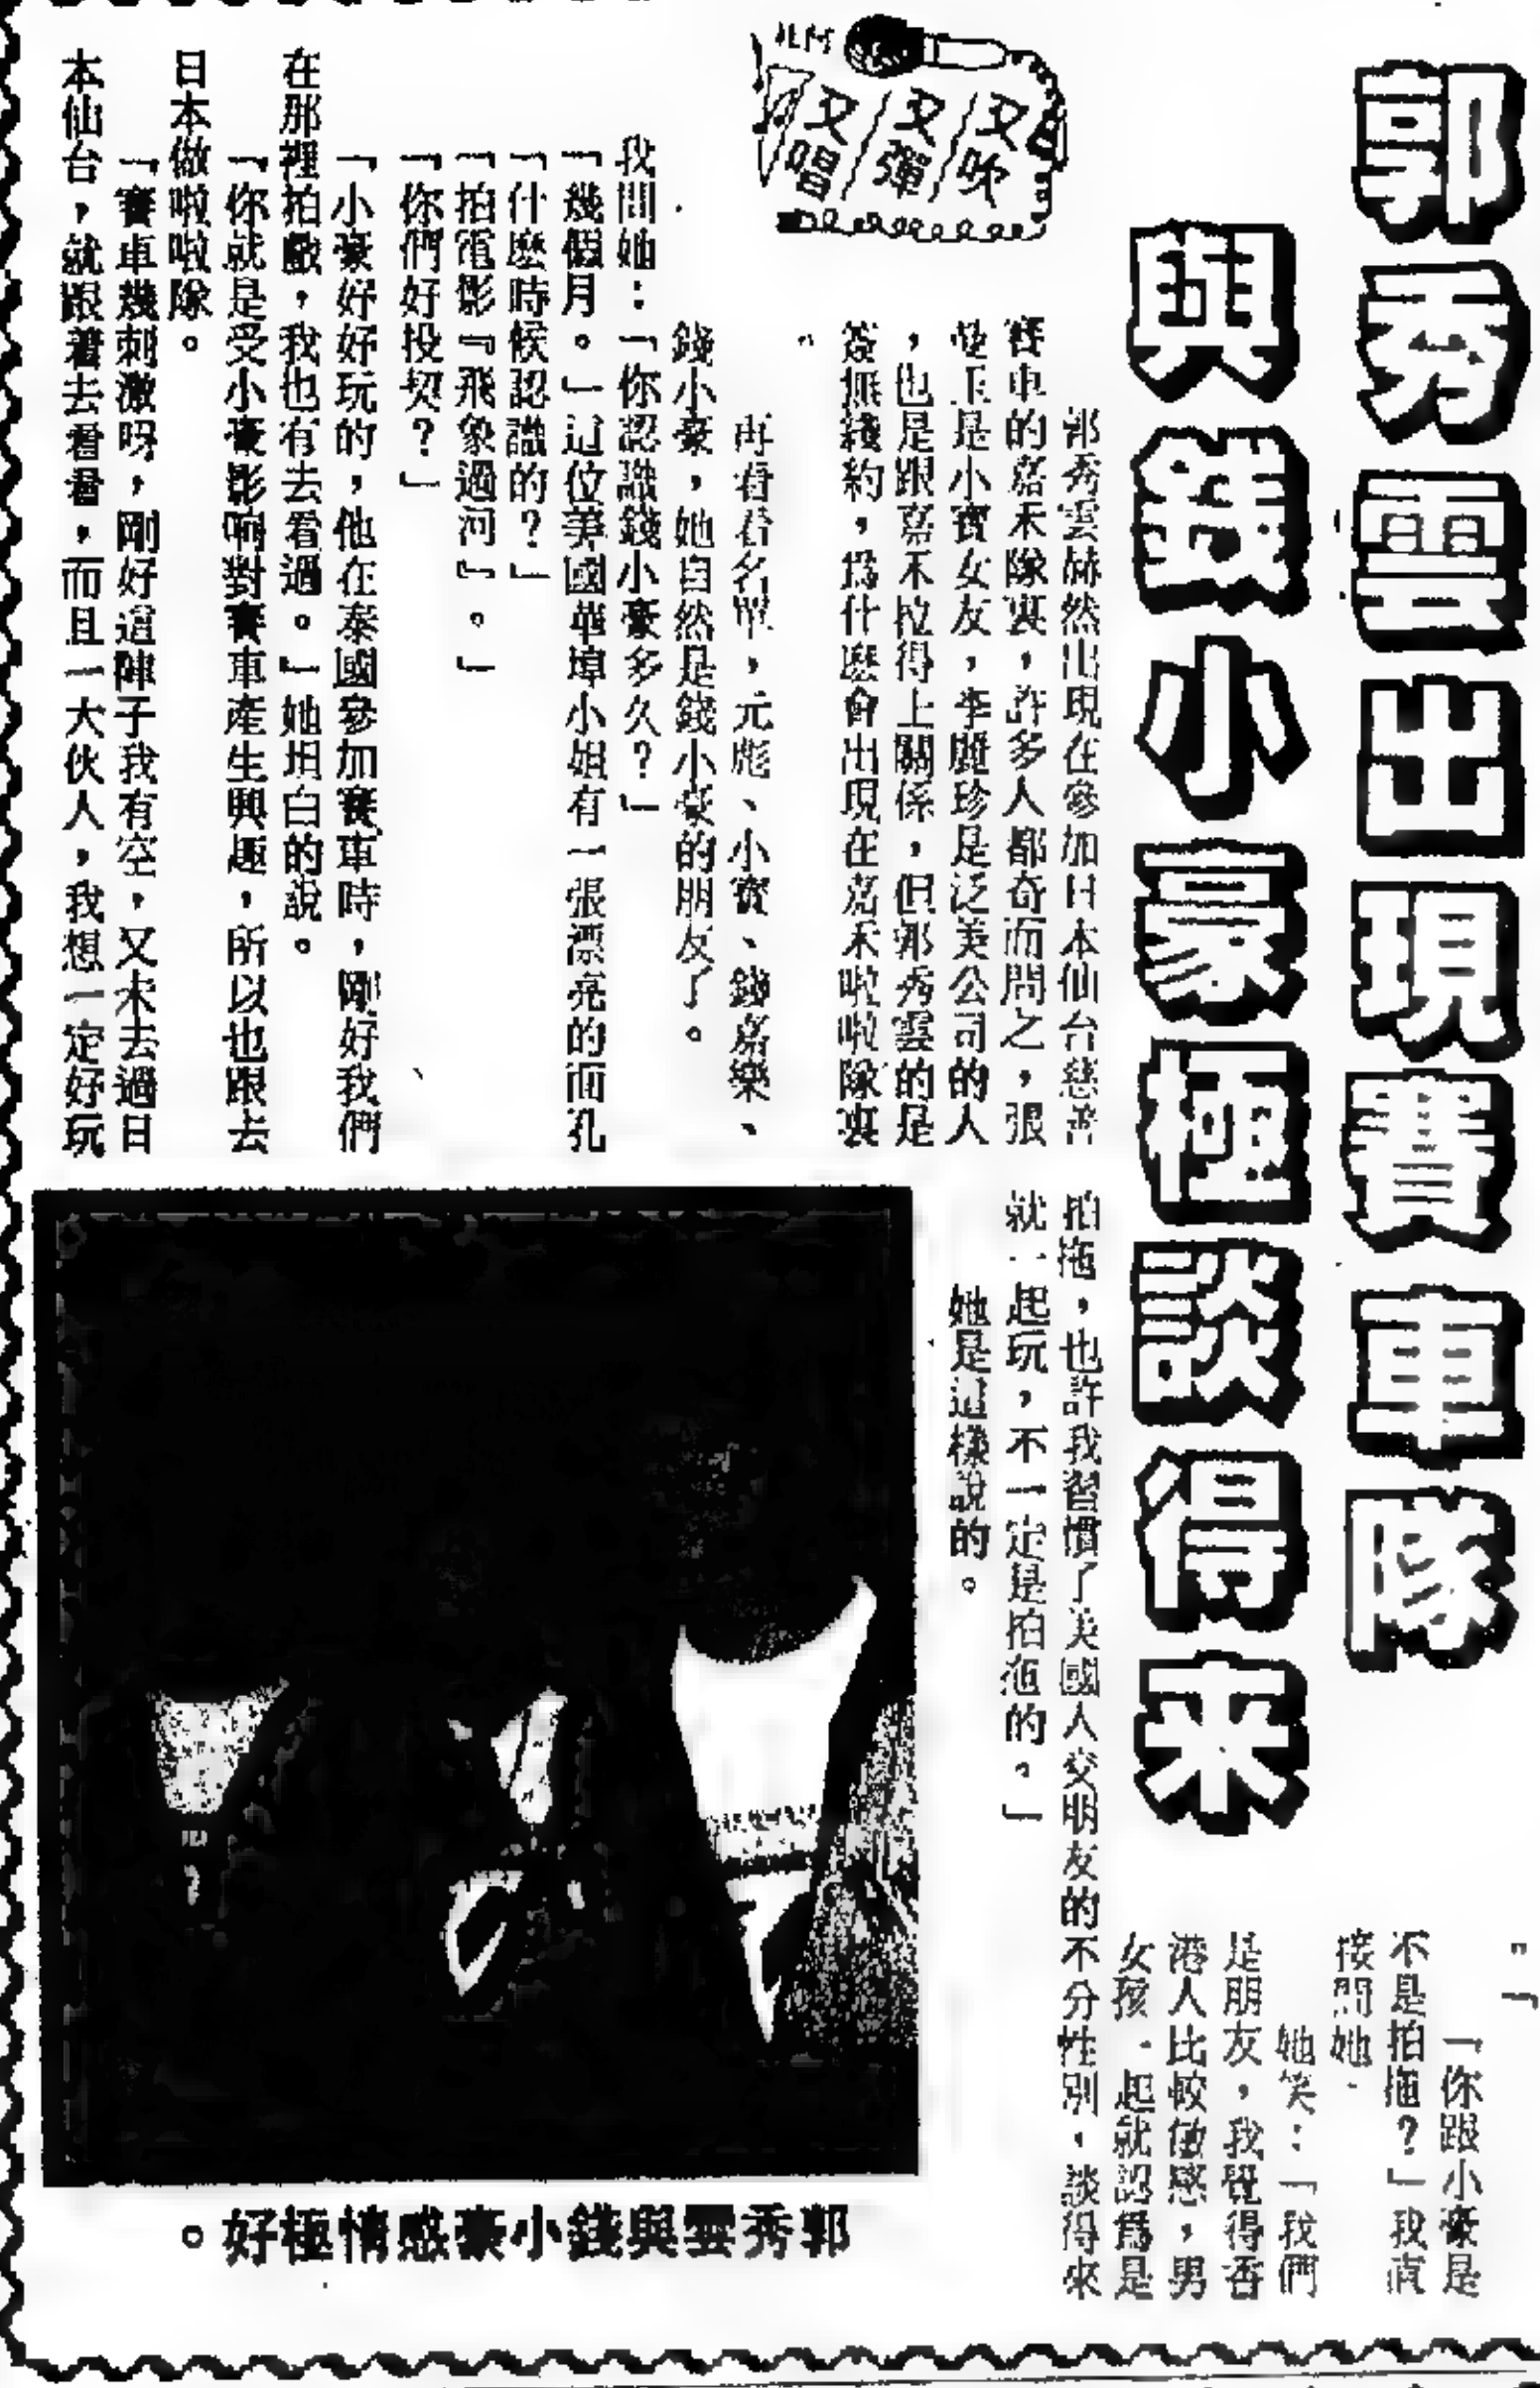 郭秀雲出現賽車隊
與錢小豪極談得來
又吹
又彈
又唱
郭秀雲赫然出現在參加日本仙台慈善
賽車的嘉禾隊裏,許多人都奇而問之,張
曼玉是小寶女友,李麗珍是泛美公司的人
,也是跟嘉禾拉得上關係,但郭秀雲的是
簽無綫約,爲什麽會出現在嘉禾啦啦隊裏
再看看名單,元彪、小寶、錢嘉樂、
錢小豪,她自然是錢小豪的朋友了。
我問她:「你認識錢小豪多久?」
「幾個月。」這位美國華埠小姐有一張漂亮的面孔
「什麽時候認識的?」
「拍電影『飛象過河』。」
「你們好投契?」
「小豪好好玩的,他在泰國參加賽車時,剛好我們
在那裡拍戲,我也有去看過。」她坦白的說。
「你就是受小豪影响對賽車產生興趣,所以也跟去
日本做啦啦隊。
「賽車幾刺激呀,剛好這陣子我有空,又未去過日
本仙台,就跟着去看看,而且一大伙人,我想一定好玩
「你跟小豪是
不是拍拖?」我直
接問她
她笑:「我們
是朋友,我覺得香
港人比較敏感,男
女孩一起就認爲是
拍拖,也許我習慣了美國人交朋友的不分性別,談得來
就一起玩,不一定是拍拖的。」
她是這樣說的。
郭秀雲與錢小豪感情極好。